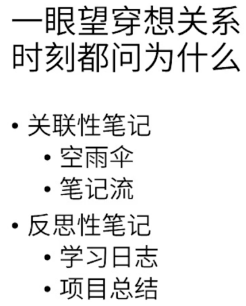 一眼望穿想关系
时刻都问为什么
• 关联性笔记
• 空雨伞
• 笔记流
• 反思性笔记
• 学习日志
• 项目总结